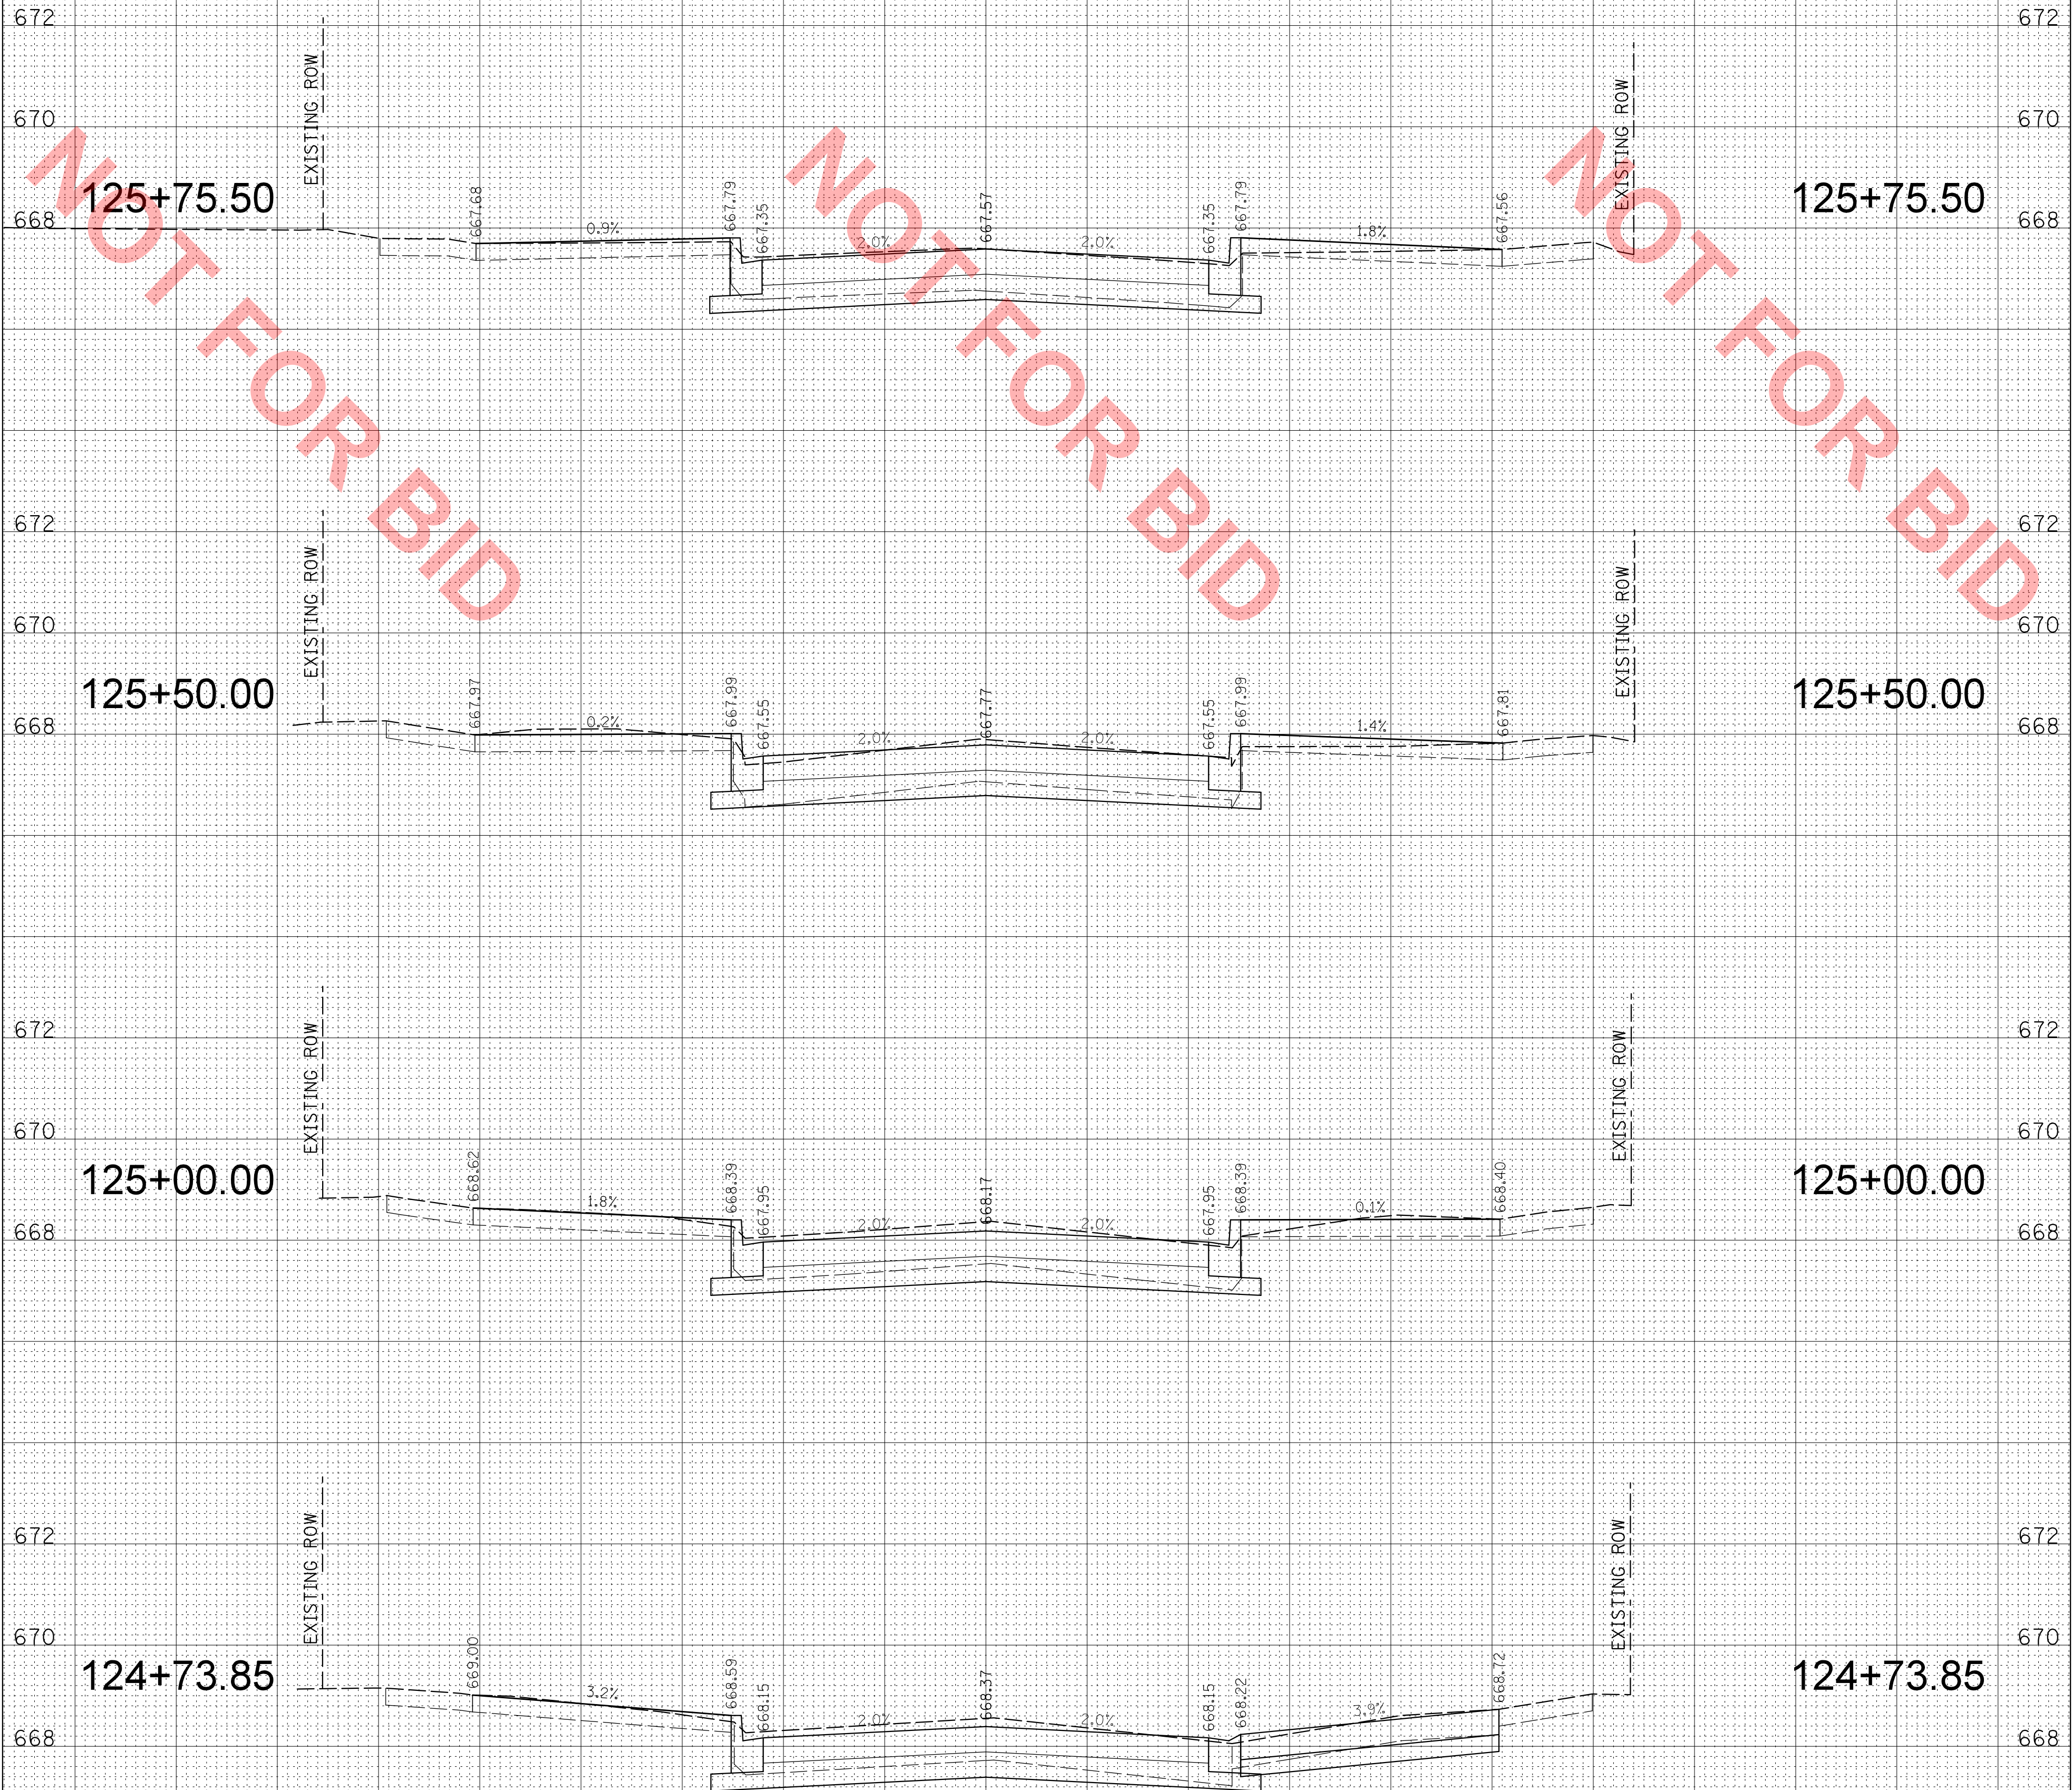 672 672
EXISTING ROW EXISTING ROW
670 670
NOT FOR BID NOT FOR BID NOT FOR BID
125+75.50 667.68 667.79 667.35 667.57 667.35 667.79 667.56 125+75.50
668 0.9% 2.0% 2.0% 1.8% 668
672 672
EXISTING ROW EXISTING ROW
670 670
125+50.00 667.97 667.99 667.55 667.77 667.55 667.99 667.81 125+50.00
668 0.2% 2.0% 2.0% 1.4% 668
672 672
EXISTING ROW EXISTING ROW
670 670
125+00.00 668.62 668.39 667.95 668.17 667.95 668.39 668.40 125+00.00
668 1.8% 2.0% 2.0% 0.1% 668
672 672
EXISTING ROW EXISTING ROW
670 670
124+73.85 669.00 668.59 668.15 668.37 668.15 668.22 668.72 124+73.85
3.2% 2.0% 2.0% 3.9%
668 668